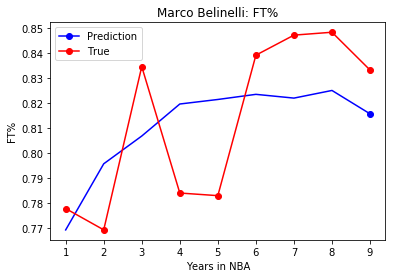 Marco Belinelli: FT%
Prediction
True
0.85
0.84
0.83
0.82
0.81
0.80
0.79
0.78
0.77
FT%
1 2 3 4 5 6 7 8 9
Years in NBA